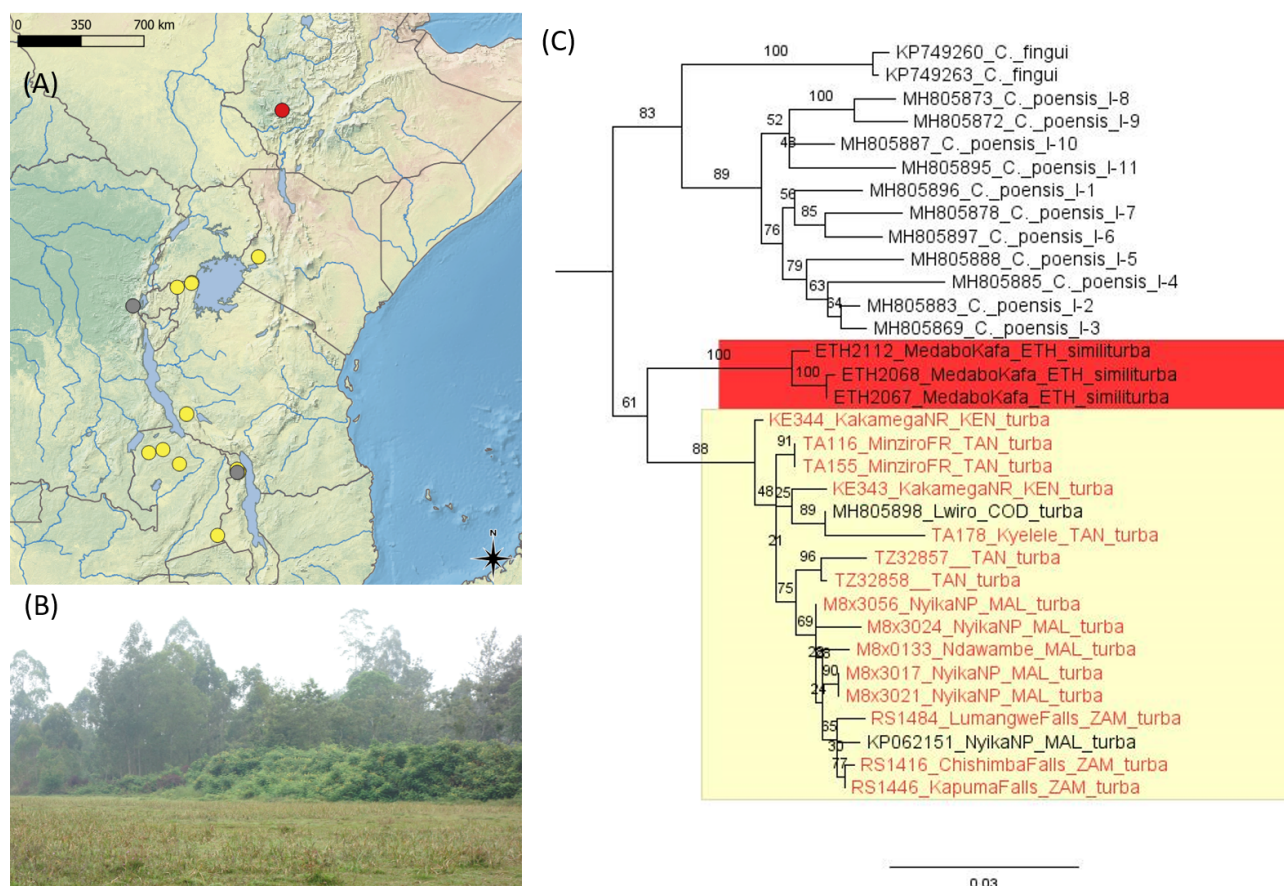 0 350 700 km
(A)
N
(B)
(C)
100
KP749260_C._fingui
KP749263_C._fingui
83
100
MH805873_C._poensis_I-8
MH805872_C._poensis_I-9
52
43
MH805887_C._poensis_I-10
MH805895_C._poensis_I-11
89
56
MH805896_C._poensis_I-1
85
MH805878_C._poensis_I-7
MH805897_C._poensis_I-6
76
79
MH805888_C._poensis_I-5
63
MH805885_C._poensis_I-4
64
MH805883_C._poensis_I-2
MH805869_C._poensis_I-3
100
ETH2112_MedaboKafa_ETH_similiturba
100
ETH2068_MedaboKafa_ETH_similiturba
ETH2067_MedaboKafa_ETH_similiturba
61
88
KE344_KakamegaNR_KEN_turba
91
TA116_MinziroFR_TAN_turba
TA155_MinziroFR_TAN_turba
48
25
KE343_KakamegaNR_KEN_turba
89
MH805898_Lwiro_COD_turba
TA178_Kyelele_TAN_turba
21
96
TZ32857__TAN_turba
TZ32858__TAN_turba
75
M8x3056_NyikaNP_MAL_turba
69
M8x3024_NyikaNP_MAL_turba
M8x0133_Ndawambe_MAL_turba
90
M8x3017_NyikaNP_MAL_turba
24
M8x3021_NyikaNP_MAL_turba
65
RS1484_LumangweFalls_ZAM_turba
30
KP062151_NyikaNP_MAL_turba
77
RS1416_ChishimbaFalls_ZAM_turba
RS1446_KapumaFalls_ZAM_turba
0.03